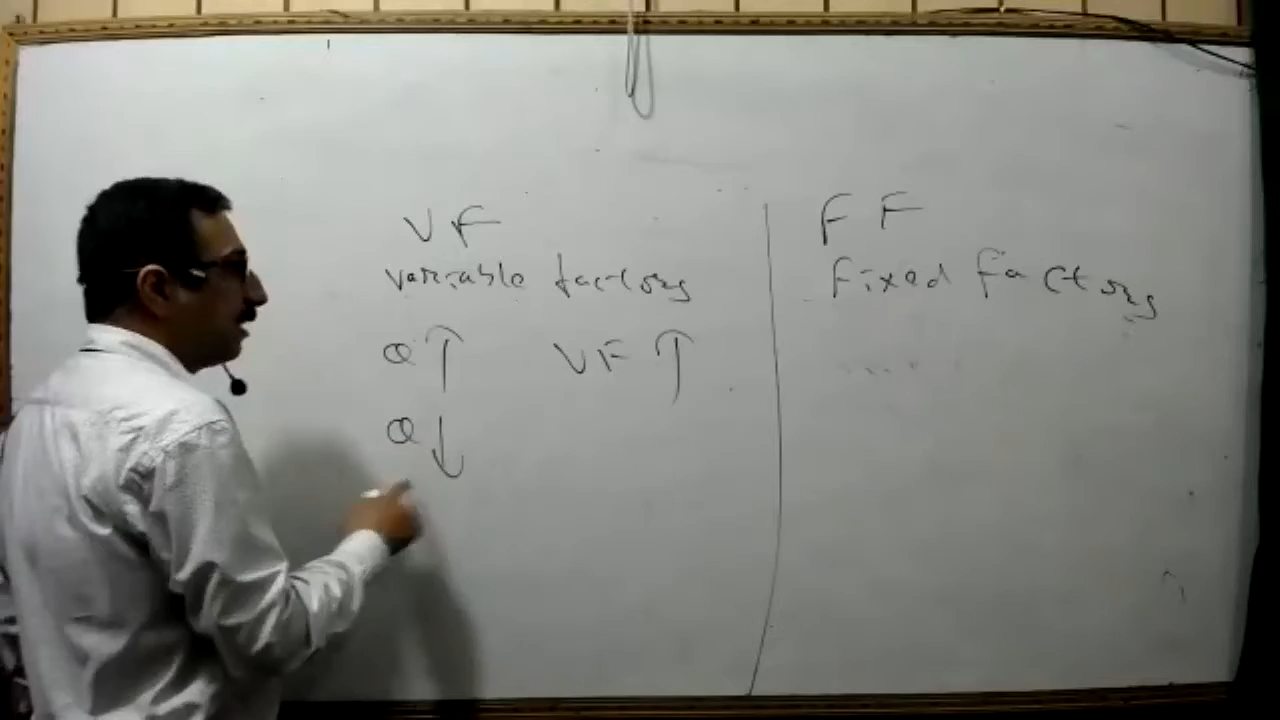 VF
variable factors
Q↑ VF↑
Q↓
FF
Fixed Factors